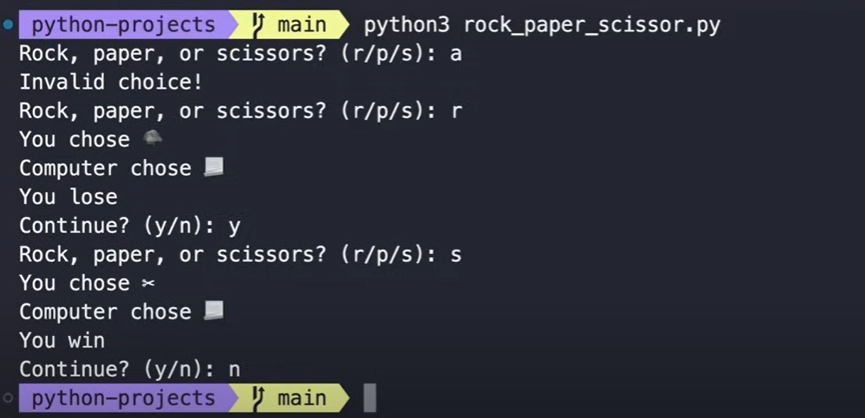 python-projects main python3 rock_paper_scissor.py
Rock, paper, or scissors? (r/p/s): a
Invalid choice!
Rock, paper, or scissors? (r/p/s): r
You chose 🪨
Computer chose 📃
You lose
Continue? (y/n): y
Rock, paper, or scissors? (r/p/s): s
You chose ✂
Computer chose 📃
You win
Continue? (y/n): n
python-projects main